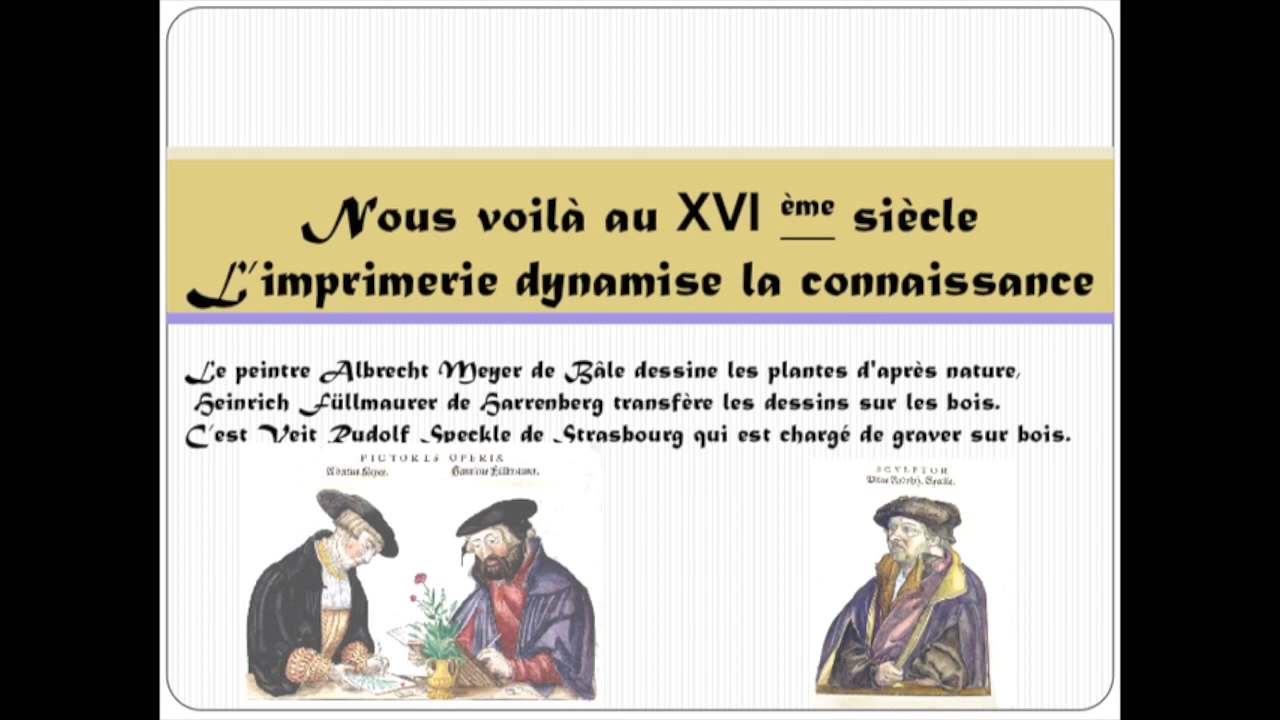 Nous voilà au XVI ème siècle
L'imprimerie dynamise la connaissance
Le peintre Albrecht Meyer de Bâle dessine les plantes d'après nature,
Heinrich Füllmaurer de Harrenberg transfère les dessins sur les bois.
C'est Veit Rudolf Speckle de Strasbourg qui est chargé de graver sur bois.
PICTORES OPERIS
SCVLPTOR